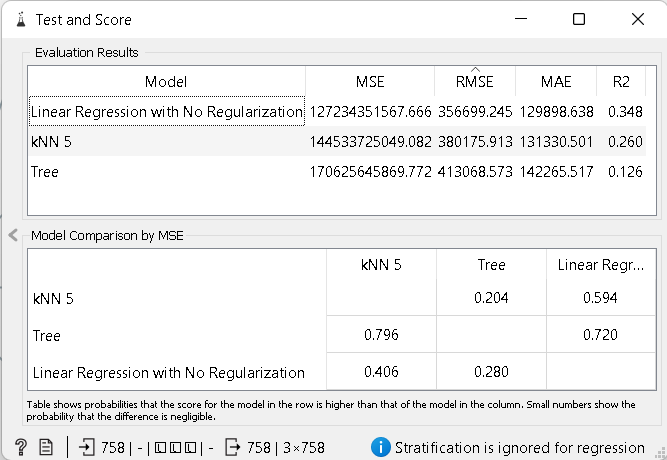 Test and Score
Evaluation Results
Model MSE RMSE MAE R2
Linear Regression with No Regularization 127234351567.666 356699.245 129898.638 0.348
kNN 5 144533725049.082 380175.913 131330.501 0.260
Tree 170625645869.772 413068.573 142265.517 0.126
Model Comparison by MSE
kNN 5 Tree Linear Regr...
kNN 5 0.204 0.594
Tree 0.796 0.720
Linear Regression with No Regularization 0.406 0.280
Table shows probabilities that the score for the model in the row is higher than that of the model in the column. Small numbers show the
probability that the difference is negligible.
? 758 | - | - 758 | 3×758 Stratification is ignored for regression